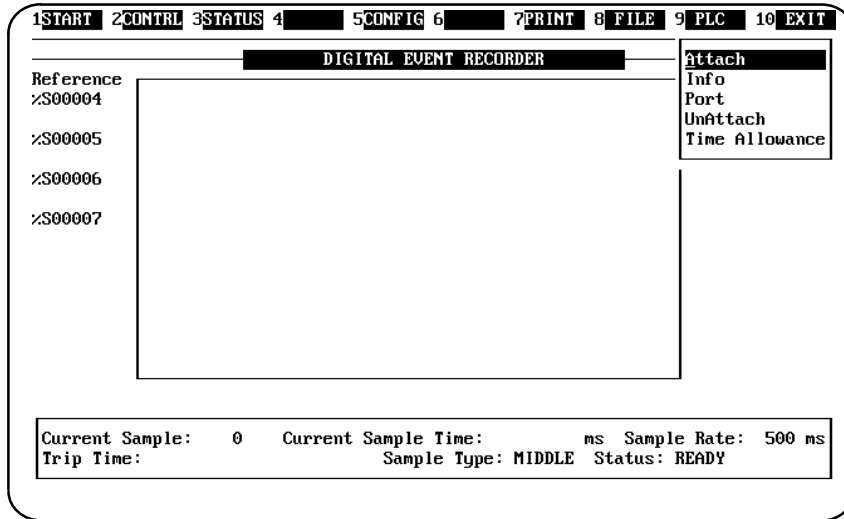 1START 2CONTRL 3STATUS 4 5CONFIG 6 7PRINT 8 FILE 9 PLC 10 EXIT
DIGITAL EVENT RECORDER
Attach
Info
Port
UnAttach
Time Allowance
Reference
%S00004
%S00005
%S00006
%S00007
Current Sample: 0 Current Sample Time: ms Sample Rate: 500 ms
Trip Time: Sample Type: MIDDLE Status: READY